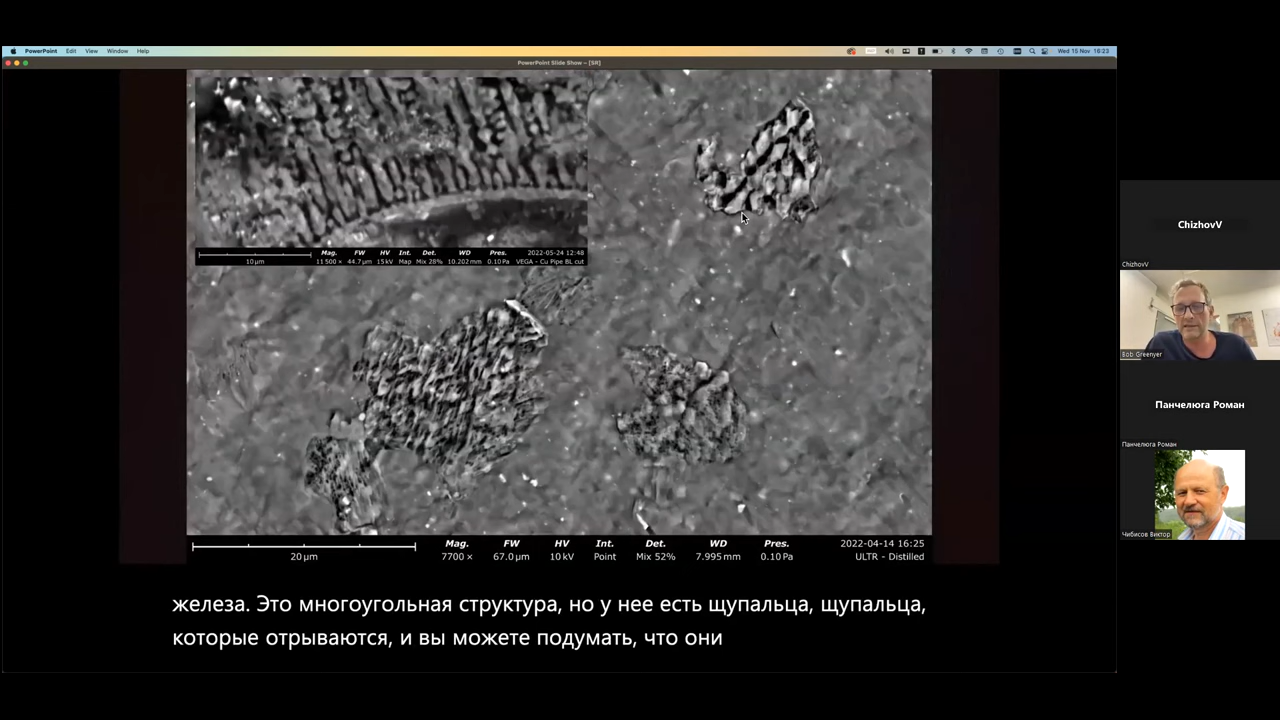 PowerPoint Edit View Window Help
Wed 15 Nov 16:23
PowerPoint Slide Show – [SR]
Mag. FW HV Int. Det. WD Pres. 2022-05-24 12:48
10 µm 11 500 × 44.7 µm 15 kV Map Mix 28% 10.202 mm 0.10 Pa VEGA - Cu Pipe BL cut
Mag. FW HV Int. Det. WD Pres. 2022-04-14 16:25
20 µm 7700 × 67.0 µm 10 kV Point Mix 52% 7.995 mm 0.10 Pa ULTR - Distilled
железа. Это многоугольная структура, но у нее есть щупальца, щупальца,
которые отрываются, и вы можете подумать, что они
ChizhovV
ChizhovV
Bob Greenyer
Панчелюга Роман
Панчелюга Роман
Чибисов Виктор